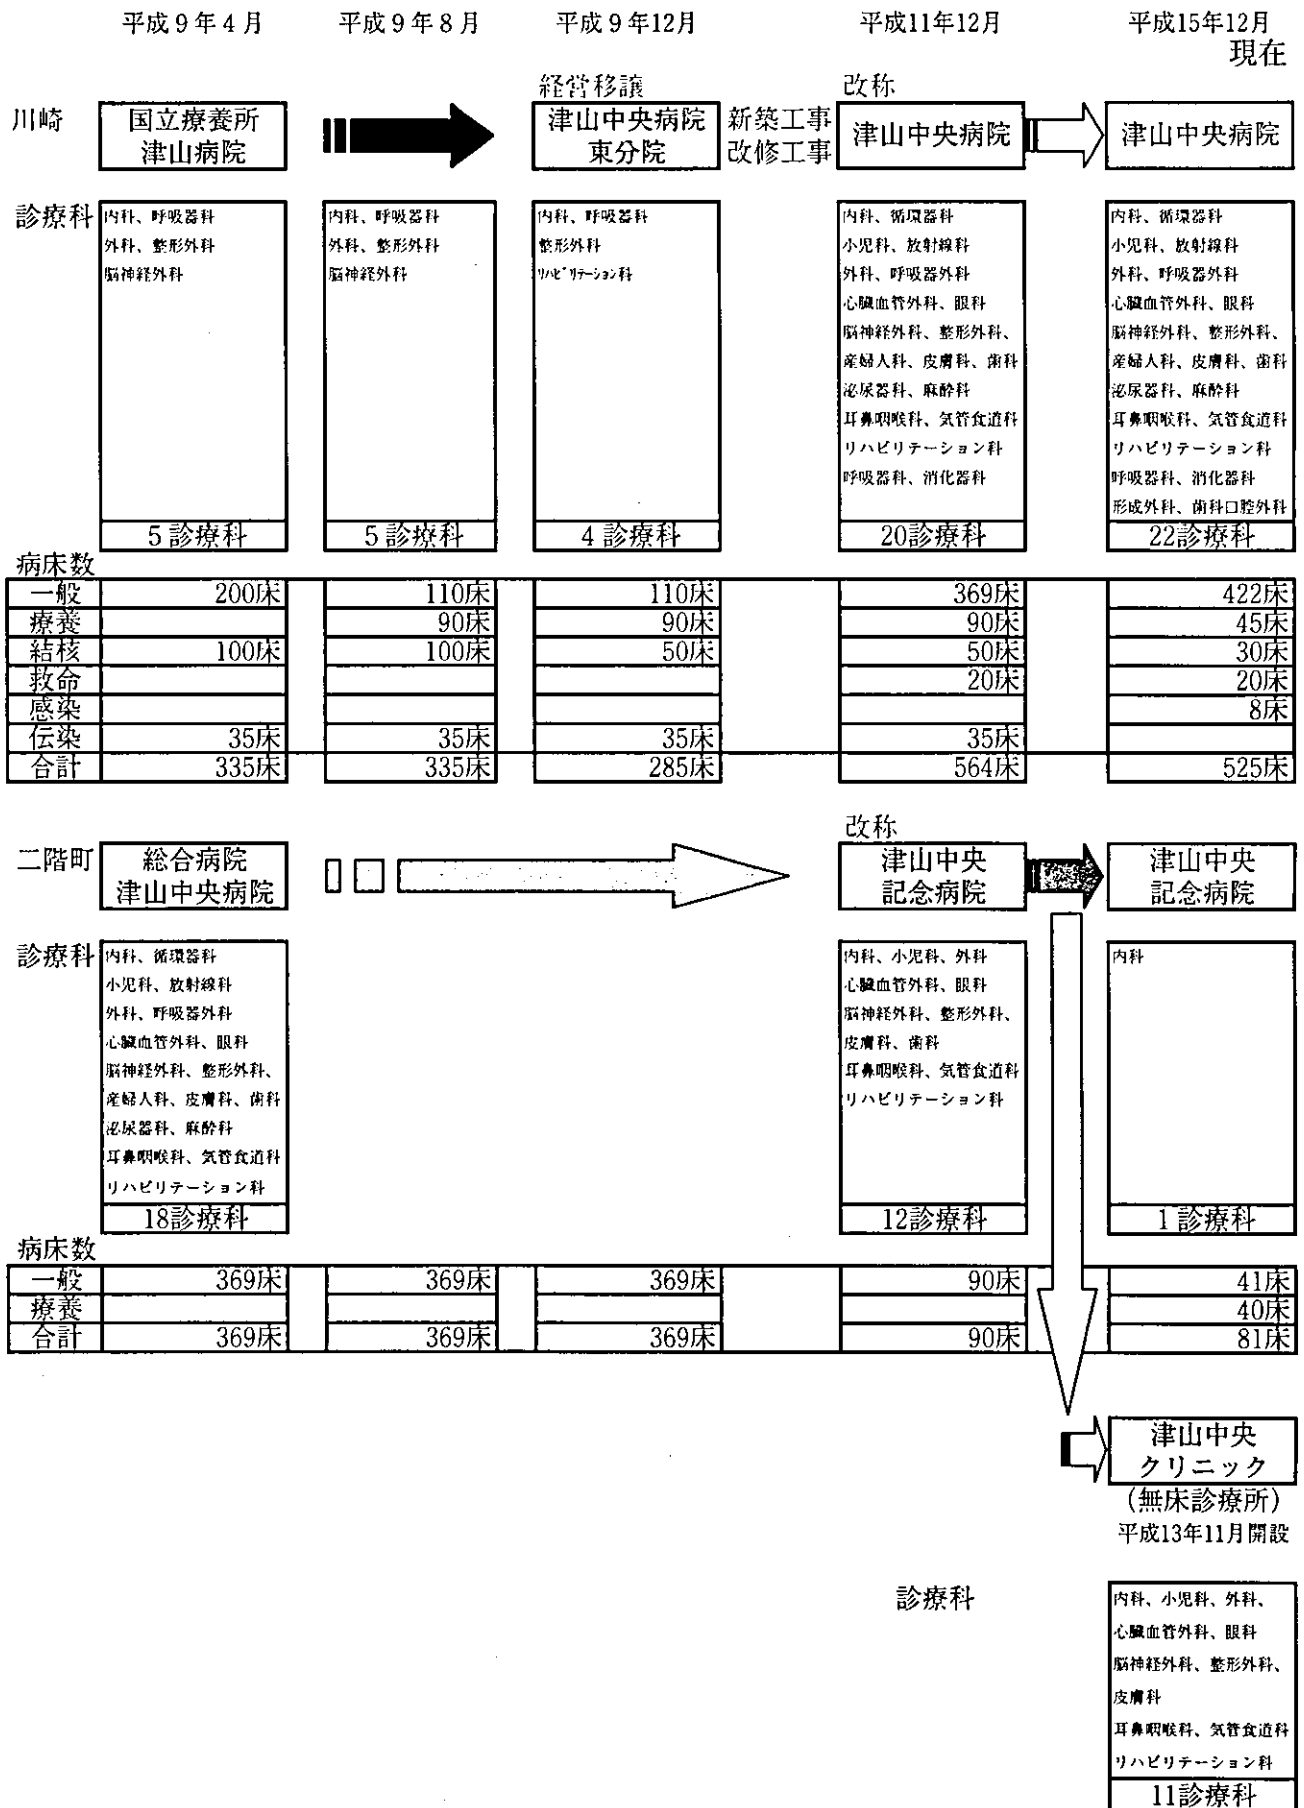 平成９年４月　平成９年８月　平成９年12月　平成11年12月　平成15年12月
現在
経営移譲　改称
川崎　国立療養所　津山中央病院　新築工事　津山中央病院　津山中央病院
津山病院　東分院　改修工事
診療科
内科、呼吸器科
外科、整形外科
脳神経外科
５診療科
内科、呼吸器科
外科、整形外科
脳神経外科
５診療科
内科、呼吸器科
整形外科
リハビリテーション科
４診療科
内科、循環器科
小児科、放射線科
外科、呼吸器外科
心臓血管外科、眼科
脳神経外科、整形外科、
産婦人科、皮膚科、歯科
泌尿器科、麻酔科
耳鼻咽喉科、気管食道科
リハビリテーション科
呼吸器科、消化器科
20診療科
内科、循環器科
小児科、放射線科
外科、呼吸器外科
心臓血管外科、眼科
脳神経外科、整形外科、
産婦人科、皮膚科、歯科
泌尿器科、麻酔科
耳鼻咽喉科、気管食道科
リハビリテーション科
呼吸器科、消化器科
形成外科、歯科口腔外科
22診療科
病床数
一般　200床　110床　110床　369床　422床
療養　90床　90床　90床　45床
結核　100床　100床　50床　50床　30床
救命　20床　20床
感染　8床
伝染　35床　35床　35床　35床
合計　335床　335床　285床　564床　525床
改称
二階町　総合病院　津山中央　津山中央
津山中央病院　記念病院　記念病院
診療科
内科、循環器科
小児科、放射線科
外科、呼吸器外科
心臓血管外科、眼科
脳神経外科、整形外科、
産婦人科、皮膚科、歯科
泌尿器科、麻酔科
耳鼻咽喉科、気管食道科
リハビリテーション科
18診療科
内科、小児科、外科
心臓血管外科、眼科
脳神経外科、整形外科、
皮膚科、歯科
耳鼻咽喉科、気管食道科
リハビリテーション科
12診療科
内科
１診療科
病床数
一般　369床　369床　369床　90床　41床
療養　40床
合計　369床　369床　369床　90床　81床
津山中央
クリニック
（無床診療所）
平成13年11月開設
診療科
内科、小児科、外科、
心臓血管外科、眼科
脳神経外科、整形外科、
皮膚科
耳鼻咽喉科、気管食道科
リハビリテーション科
11診療科